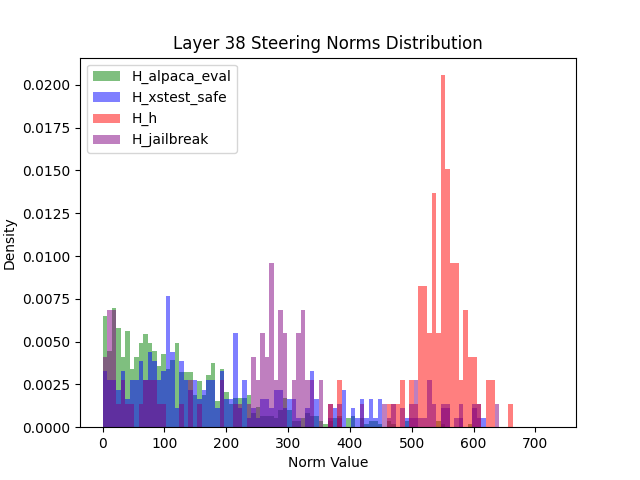 Layer 38 Steering Norms Distribution
H_alpaca_eval
H_xstest_safe
H_h
H_jailbreak
Density
0.0200
0.0175
0.0150
0.0125
0.0100
0.0075
0.0050
0.0025
0.0000
0 100 200 300 400 500 600 700
Norm Value